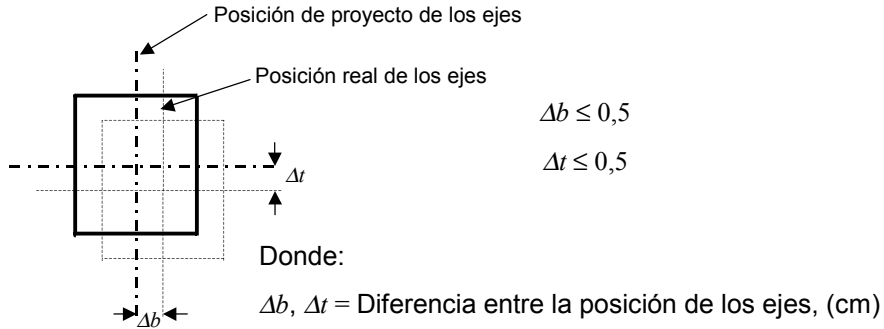 Posición de proyecto de los ejes
Posición real de los ejes
Δb ≤ 0,5
Δt ≤ 0,5
Δt
Donde:
Δb, Δt = Diferencia entre la posición de los ejes, (cm)
Δb